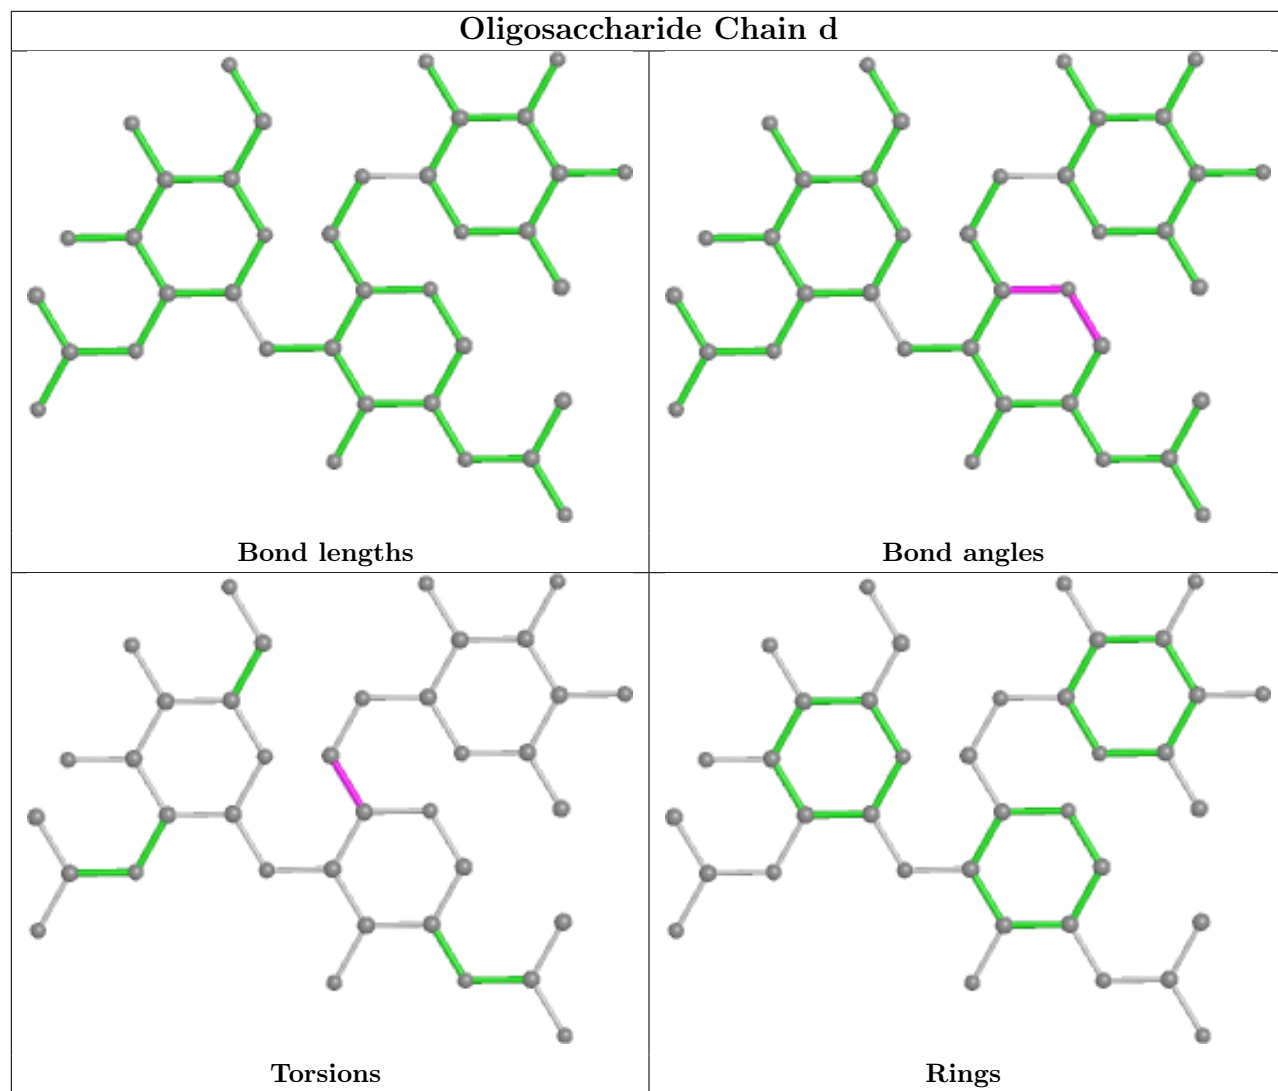 Oligosaccharide Chain d
Bond lengths
Bond angles
Torsions
Rings